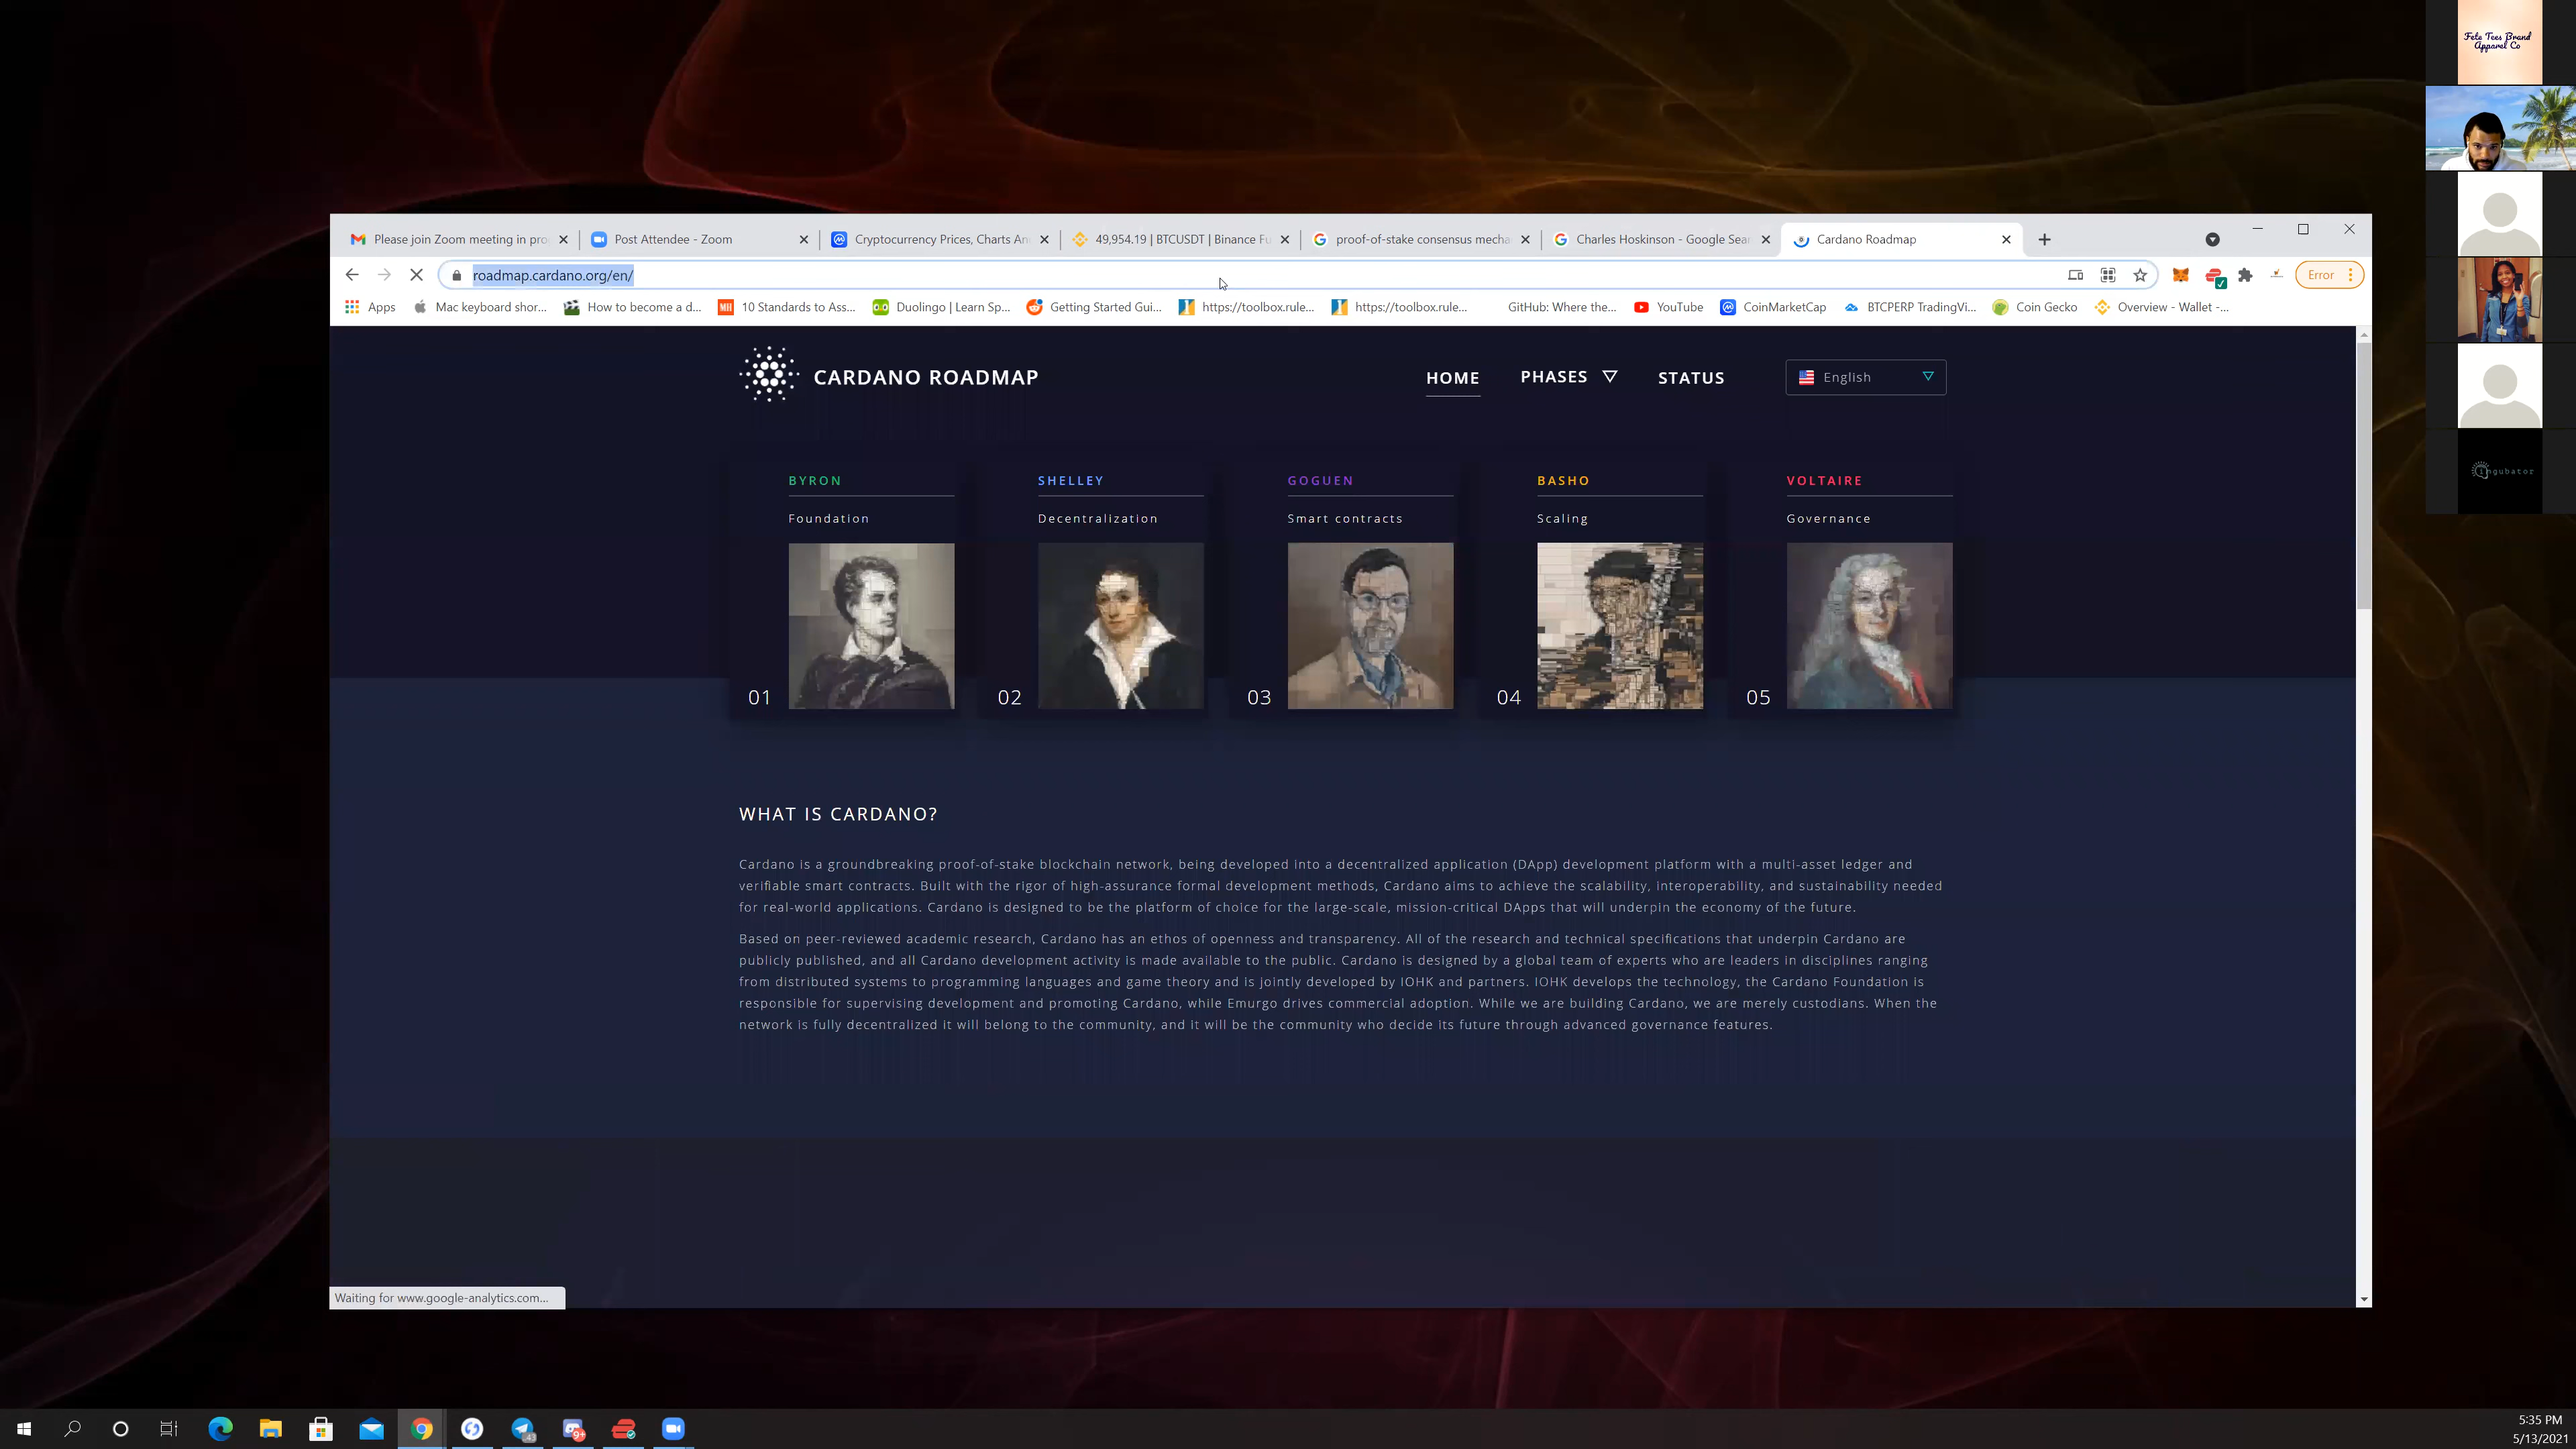 Fete Tees Brand
Apparel Co
Please join Zoom meeting in pro
Post Attendee - Zoom
Cryptocurrency Prices, Charts An
49,954.19 | BTCUSDT | Binance Fu
proof-of-stake consensus mecha
Charles Hoskinson - Google Sear
Cardano Roadmap
roadmap.cardano.org/en/
Error
Apps
Mac keyboard shor...
How to become a d...
MH
10 Standards to Ass...
Duolingo | Learn Sp...
Getting Started Gui...
https://toolbox.rule...
https://toolbox.rule...
GitHub: Where the...
YouTube
CoinMarketCap
BTCPERP TradingVi...
Coin Gecko
Overview - Wallet -...
CARDANO ROADMAP
HOME
PHASES
STATUS
English
ingubator
BYRON
SHELLEY
GOGUEN
BASHO
VOLTAIRE
Foundation
Decentralization
Smart contracts
Scaling
Governance
01
02
03
04
05
WHAT IS CARDANO?
Cardano is a groundbreaking proof-of-stake blockchain network, being developed into a decentralized application (DApp) development platform with a multi-asset ledger and
verifiable smart contracts. Built with the rigor of high-assurance formal development methods, Cardano aims to achieve the scalability, interoperability, and sustainability needed
for real-world applications. Cardano is designed to be the platform of choice for the large-scale, mission-critical DApps that will underpin the economy of the future.
Based on peer-reviewed academic research, Cardano has an ethos of openness and transparency. All of the research and technical specifications that underpin Cardano are
publicly published, and all Cardano development activity is made available to the public. Cardano is designed by a global team of experts who are leaders in disciplines ranging
from distributed systems to programming languages and game theory and is jointly developed by IOHK and partners. IOHK develops the technology, the Cardano Foundation is
responsible for supervising development and promoting Cardano, while Emurgo drives commercial adoption. While we are building Cardano, we are merely custodians. When the
network is fully decentralized it will belong to the community, and it will be the community who decide its future through advanced governance features.
Waiting for www.google-analytics.com...
43
9+
5:35 PM
5/13/2021